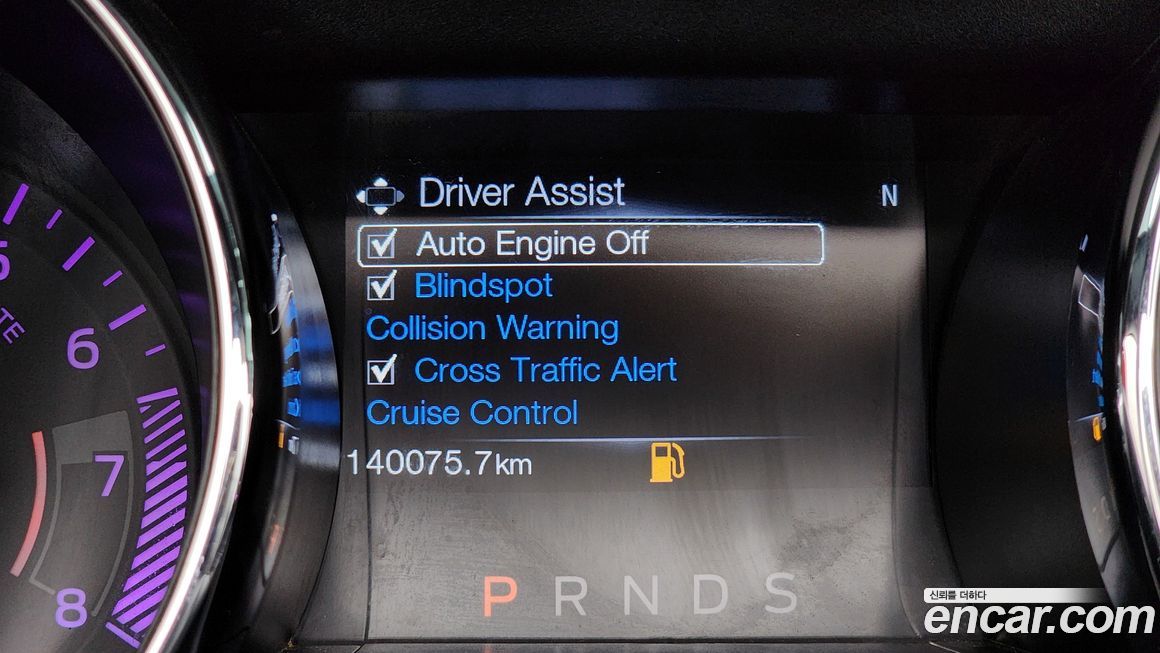 Driver Assist N
Auto Engine Off
Blindspot
Collision Warning
Cross Traffic Alert
Cruise Control
140075.7km
P R N D S
6
7
8
신뢰를 더하다
encar.com